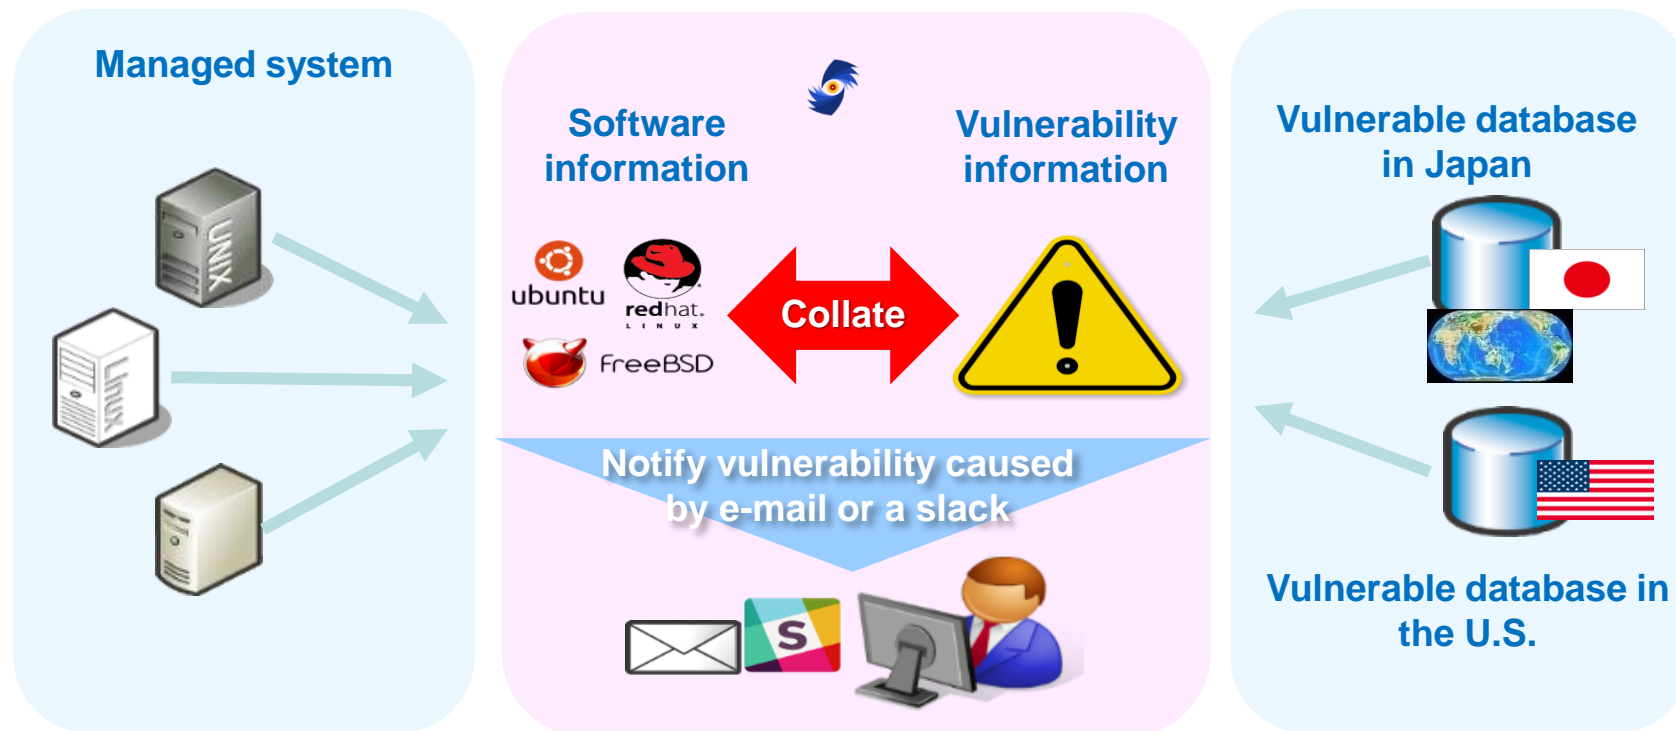 Managed system
UNIX
Linux
Software
information
Vulnerability
information
ubuntu
redhat.
LINUX
FreeBSD
Collate
Notify vulnerability caused
by e-mail or a slack
S
Vulnerable database
in Japan
Vulnerable database in
the U.S.